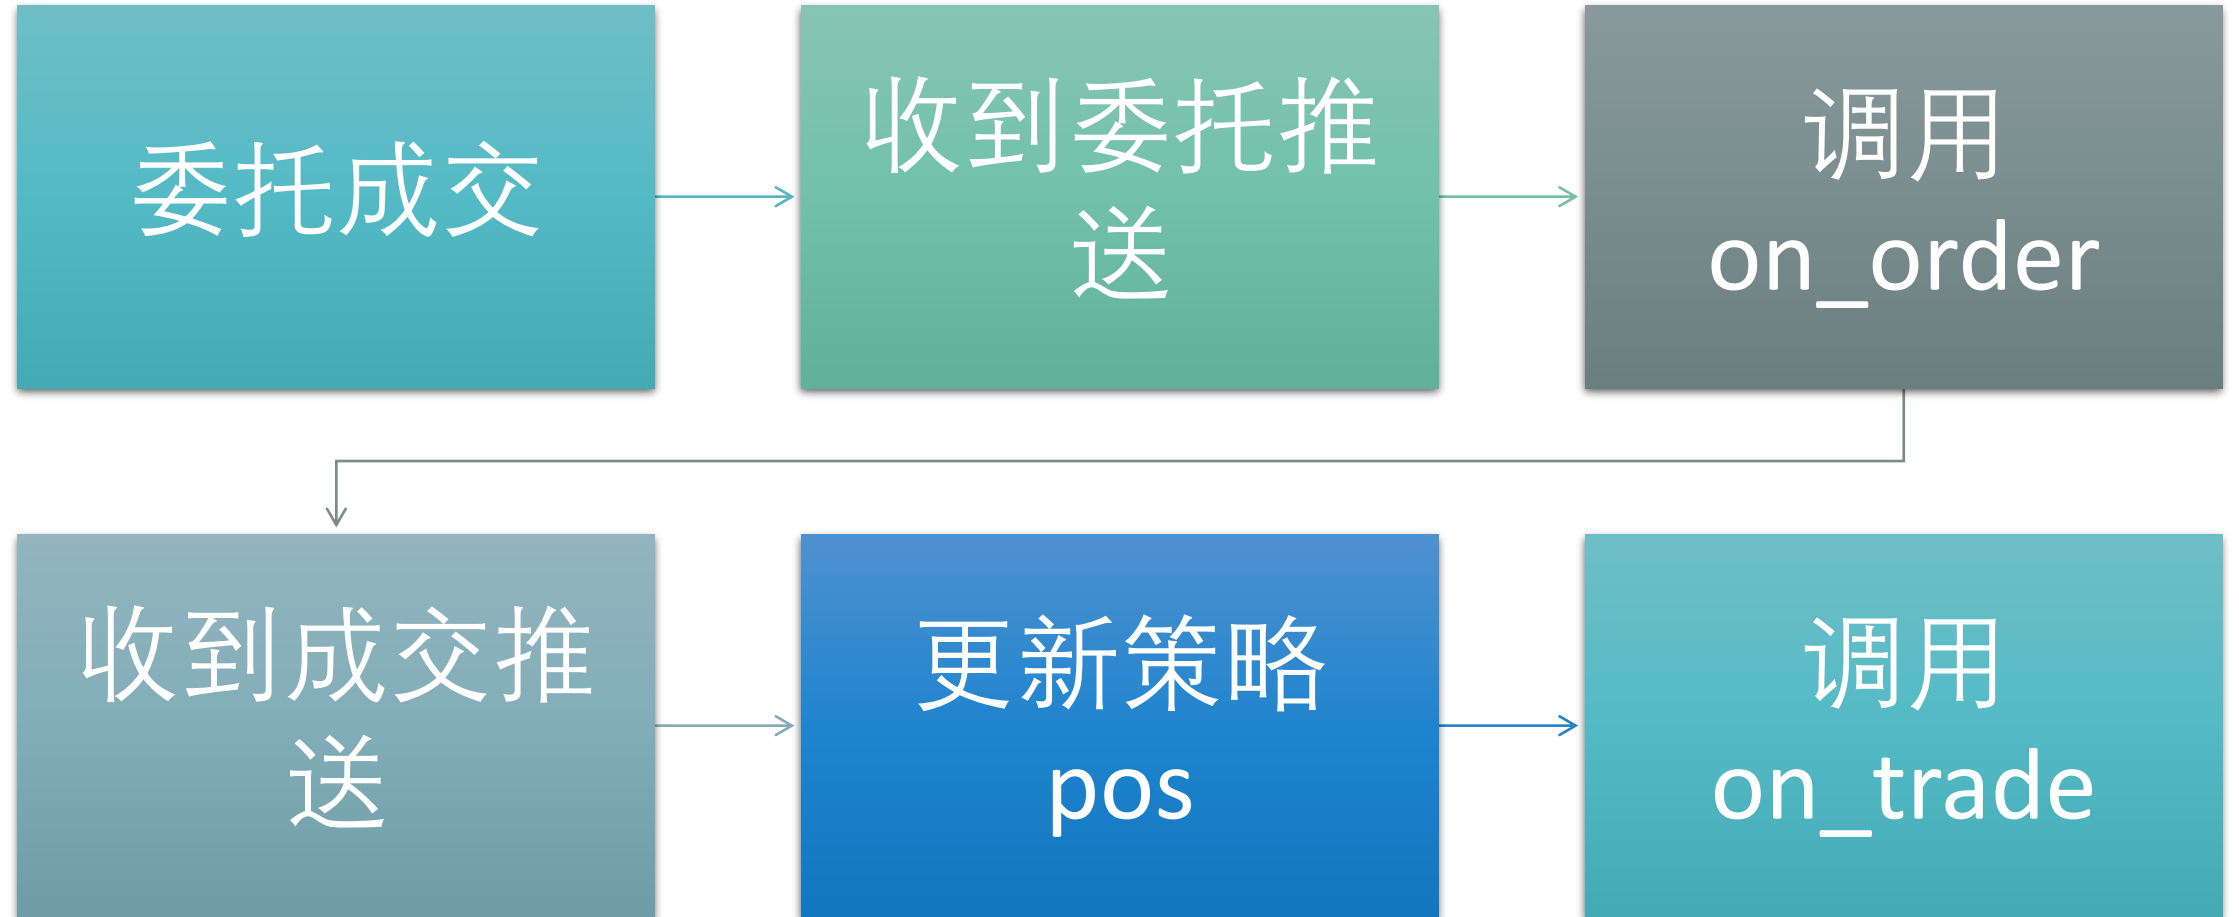 委托成交
收到委托推
送
调用
on_order
收到成交推
送
更新策略
pos
调用
on_trade